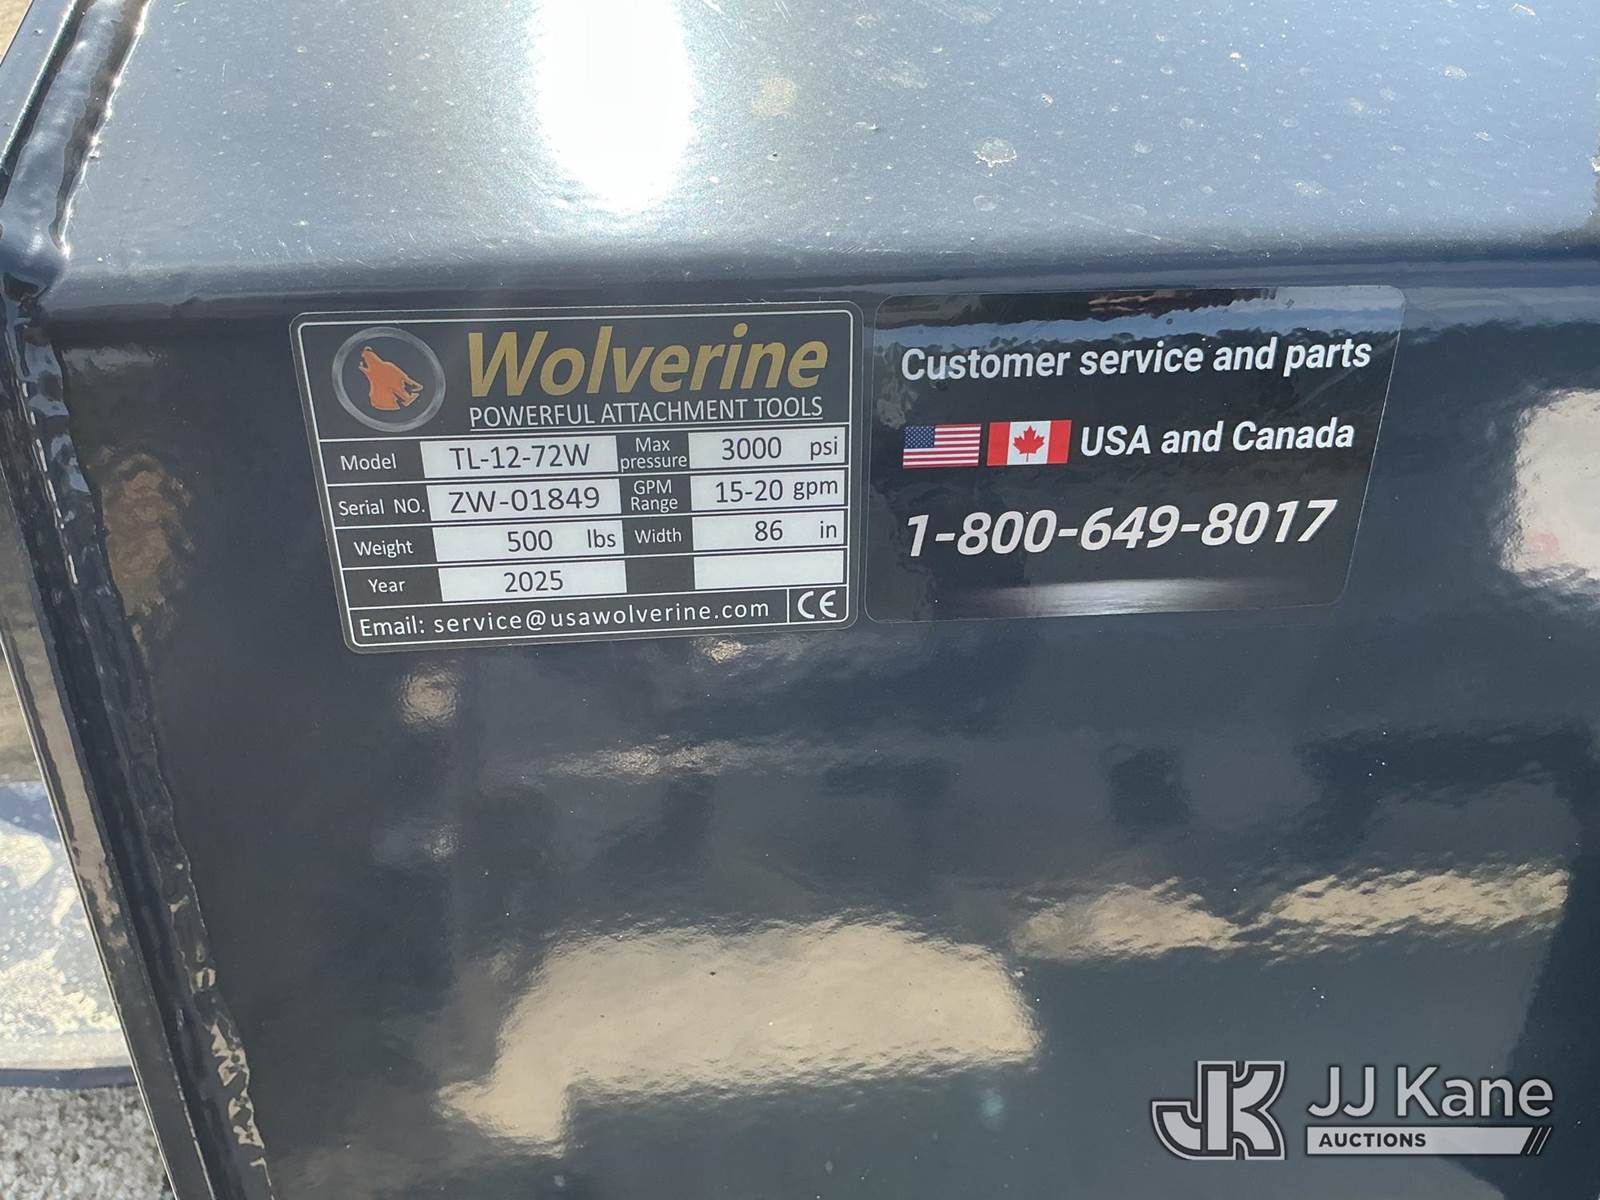 Wolverine
POWERFUL ATTACHMENT TOOLS
Model TL-12-72W Max pressure 3000 psi
Serial NO. ZW-01849 GPM Range 15-20 gpm
Weight 500 lbs Width 86 in
Year 2025
Email: service@usawolverine.com CE
Customer service and parts
USA and Canada
1-800-649-8017
JK JJ Kane
AUCTIONS